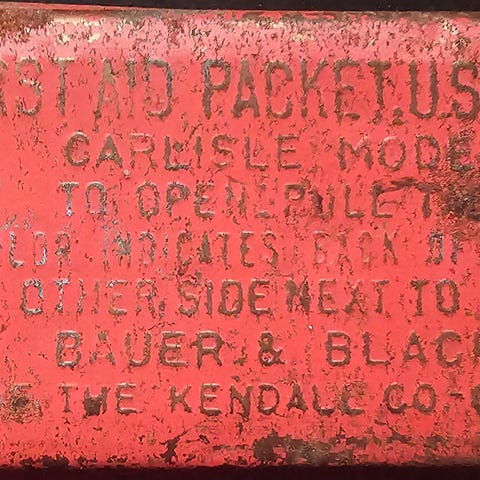 RST AID PACKET, U.S.
CARLISLE MODE
TO OPEN PULL T
LOR INDICATES BACK OF
OTHER SIDE NEXT TO
BAUER & BLAC
THE KENDALL CO